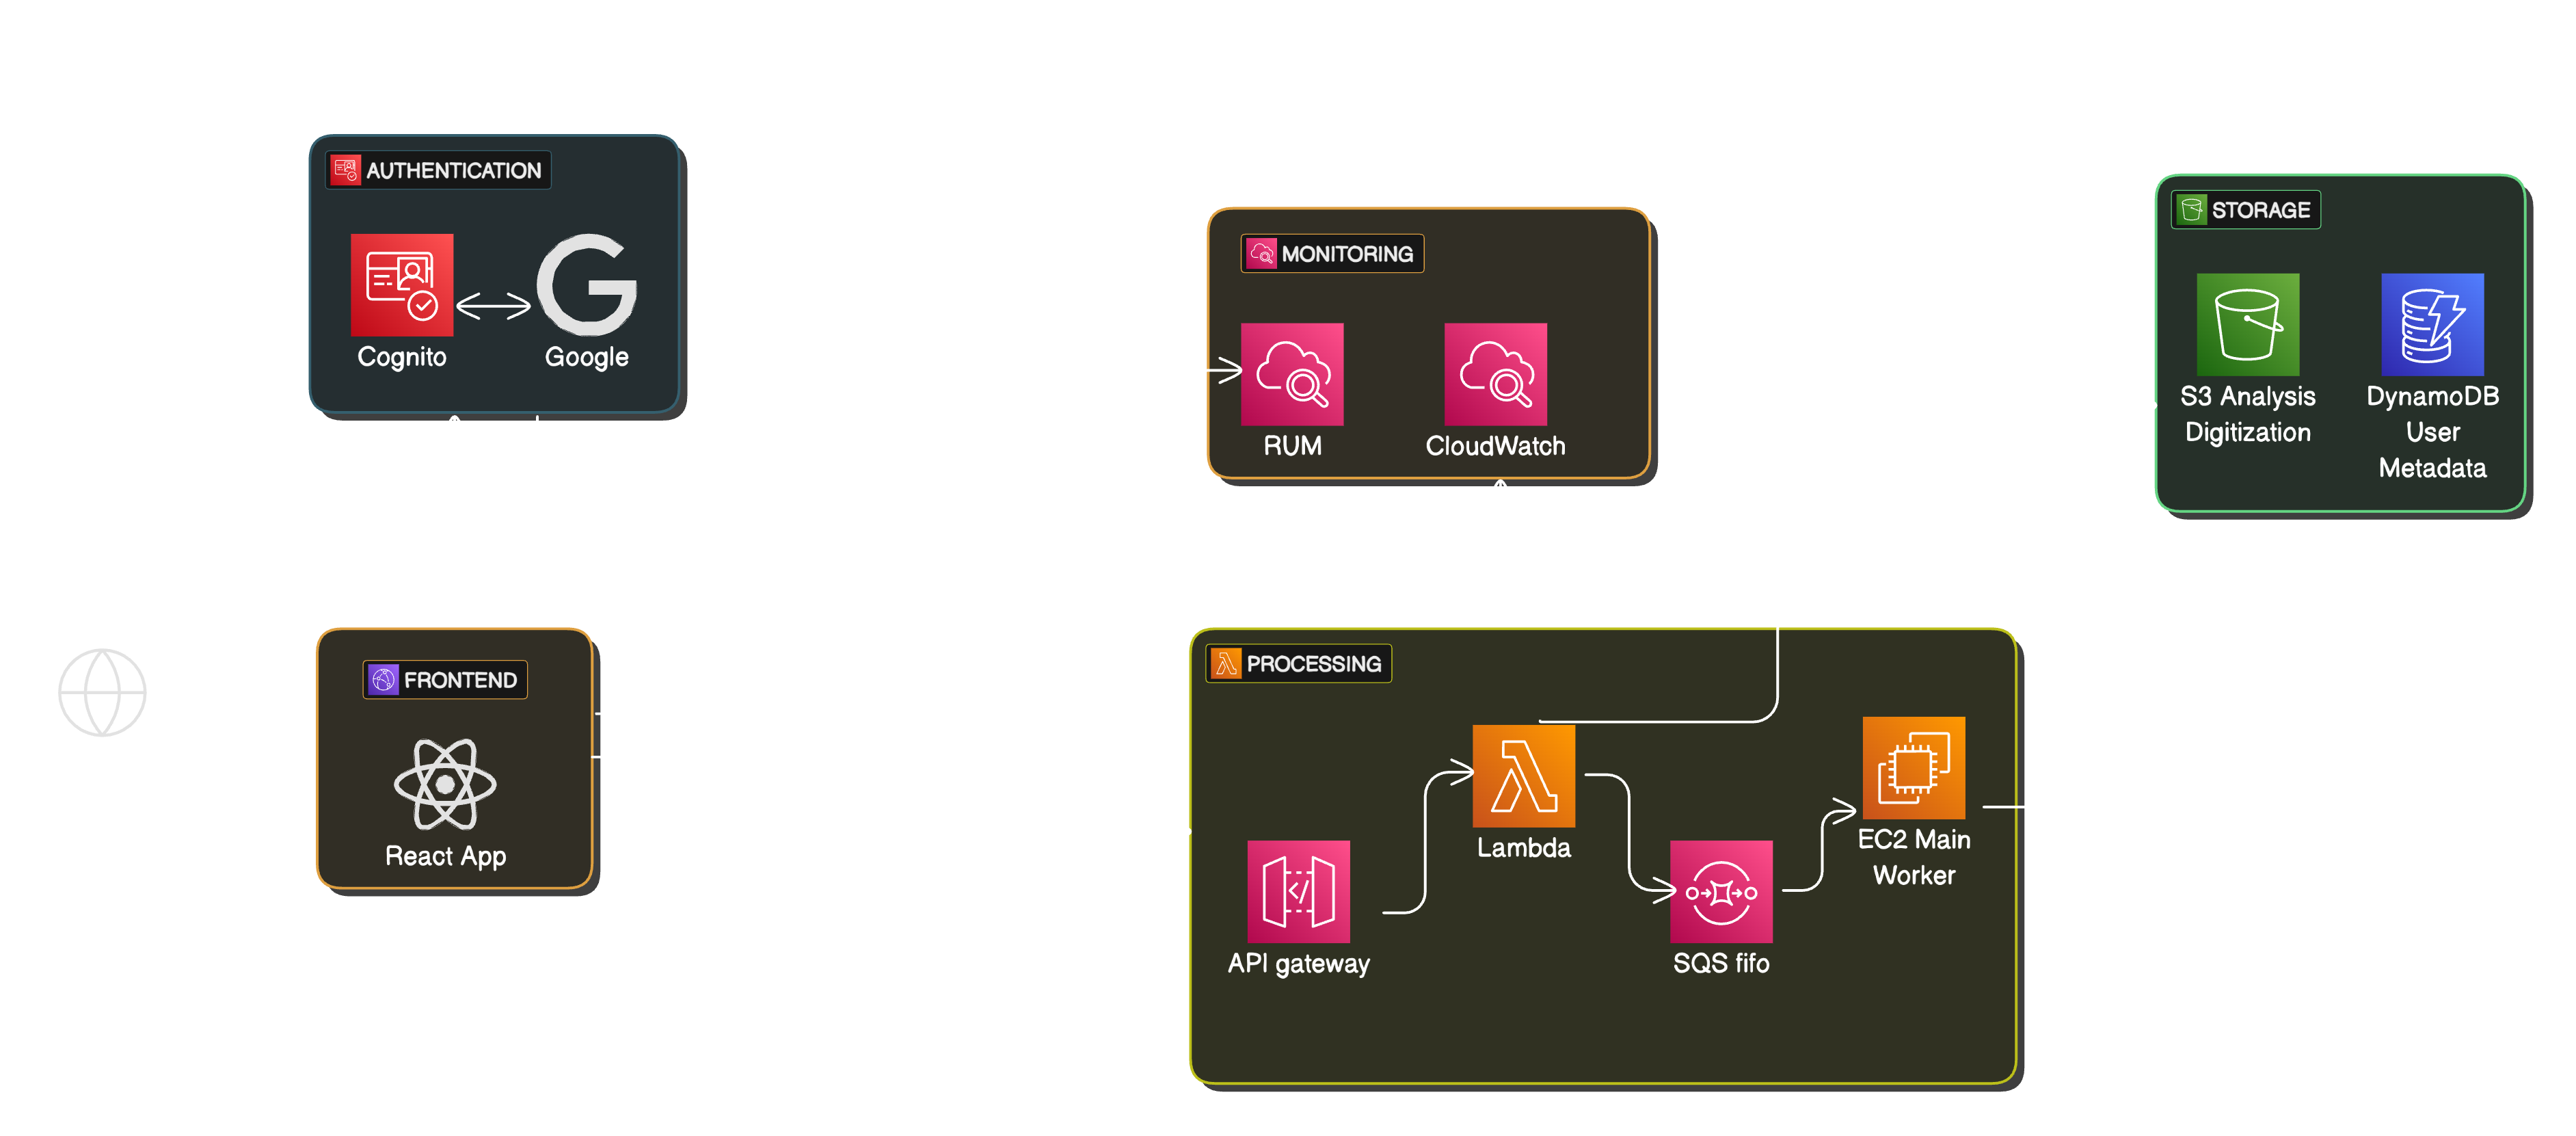 AUTHENTICATION
Cognito
Google
MONITORING
RUM
CloudWatch
STORAGE
S3 Analysis
Digitization
DynamoDB
User
Metadata
FRONTEND
React App
PROCESSING
API gateway
Lambda
SQS fifo
EC2 Main
Worker